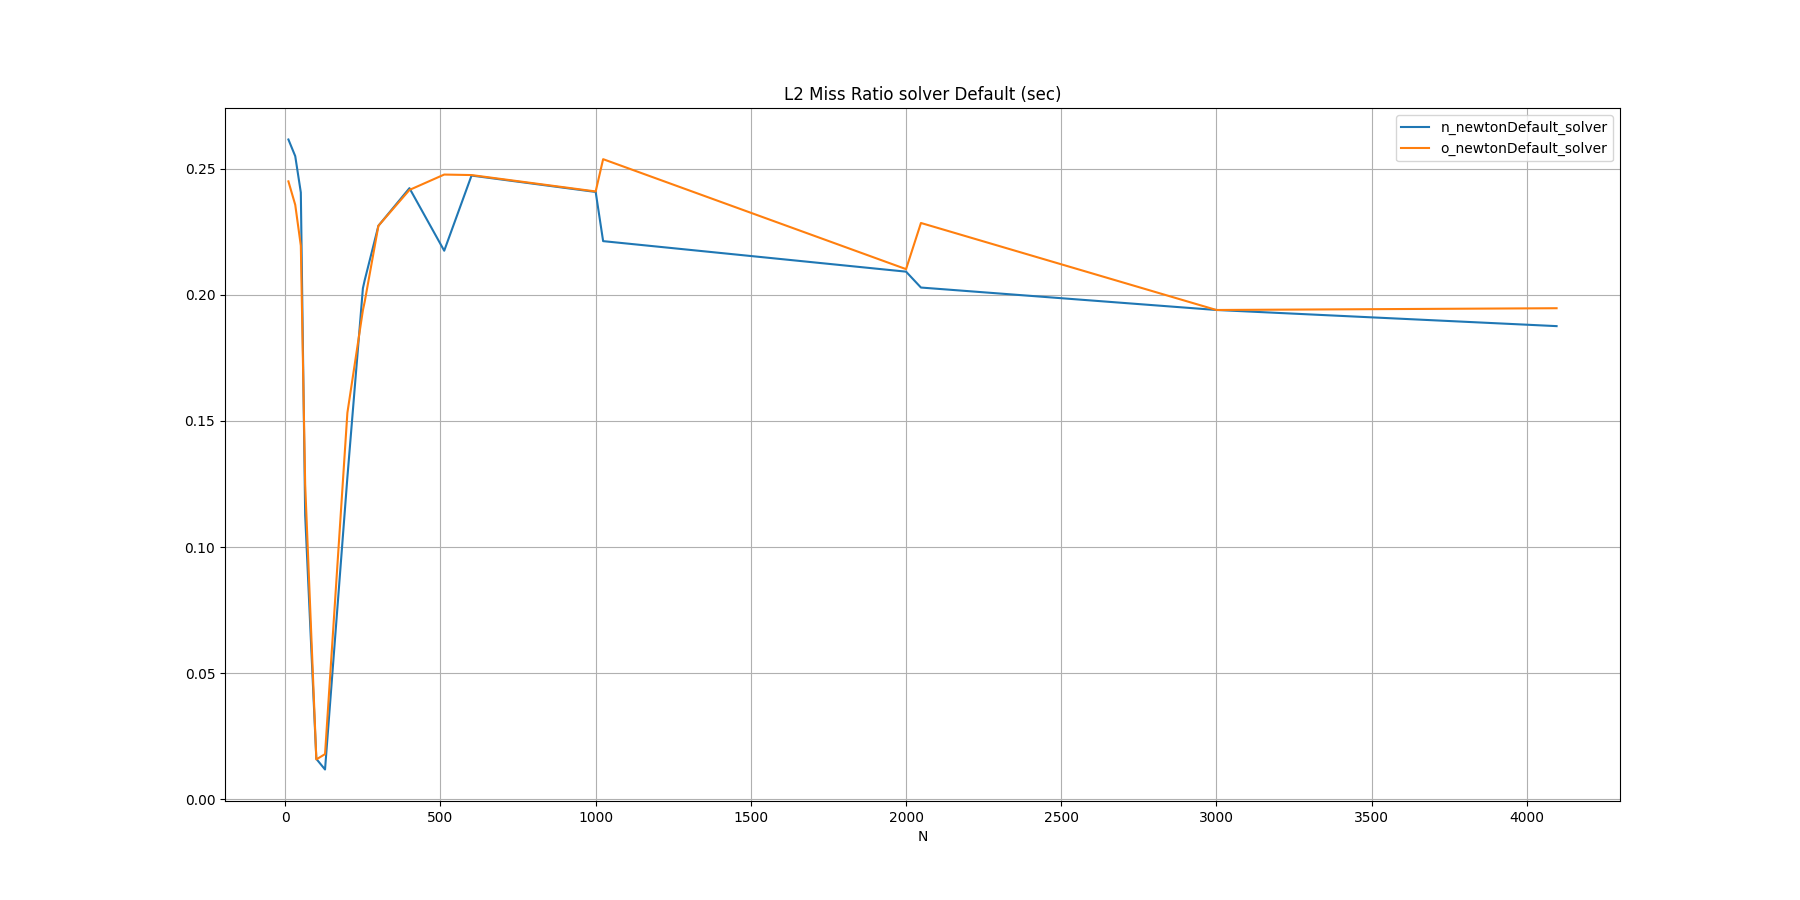 L2 Miss Ratio solver Default (sec)
n_newtonDefault_solver
o_newtonDefault_solver
0.25
0.20
0.15
0.10
0.05
0.00
0 500 1000 1500 2000 2500 3000 3500 4000
N